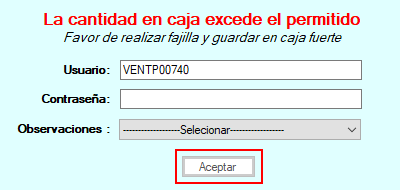 La cantidad en caja excede el permitido
Favor de realizar fajilla y guardar en caja fuerte
Usuario: VENTP00740
Contraseña:
Observaciones : ------------------Selecionar-----------------
Aceptar